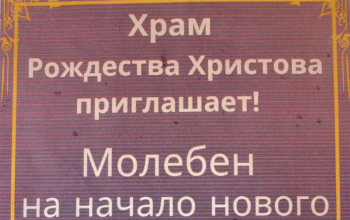 Храм
Рождества Христова
приглашает!
Молебен
на начало нового